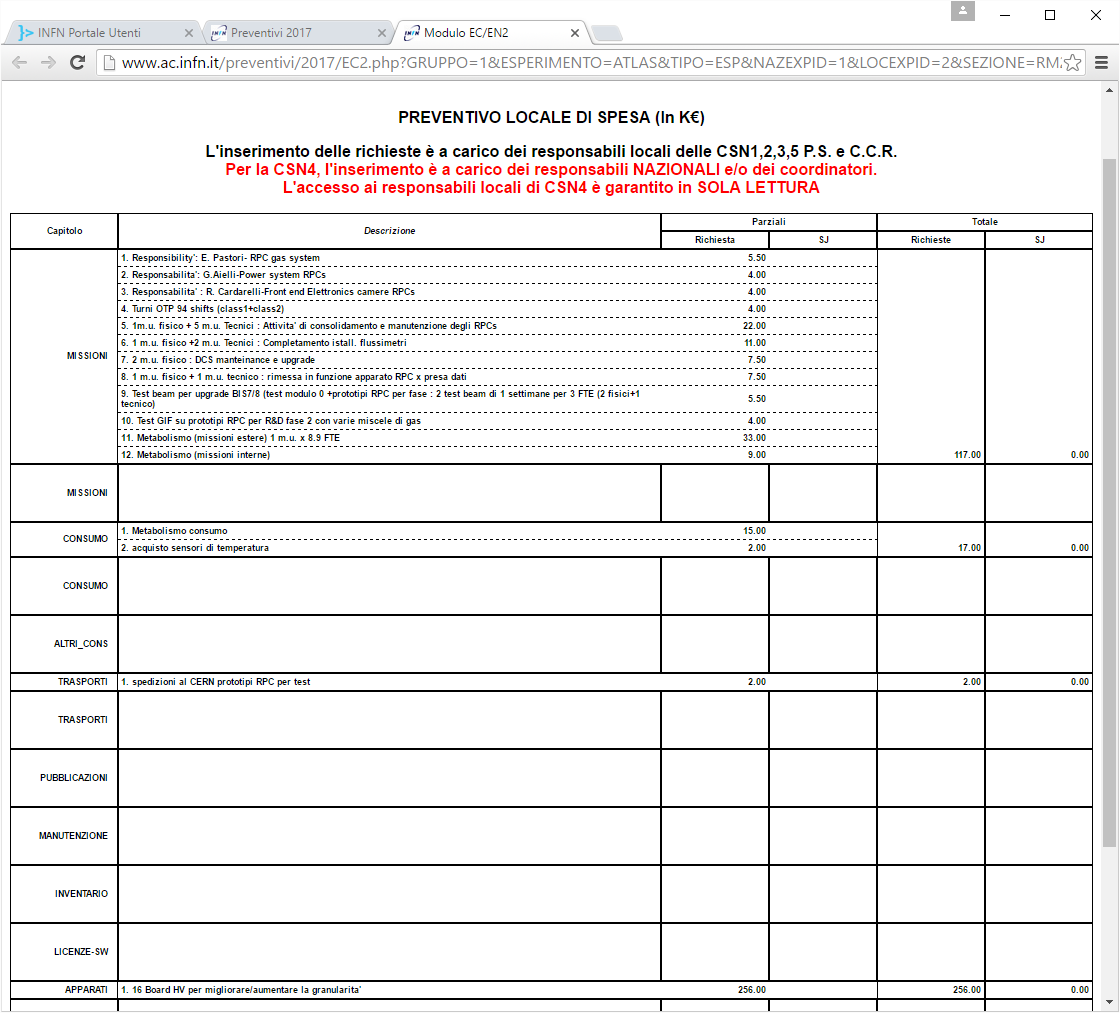 INFN Portale Utenti
Preventivi 2017
Modulo EC/EN2
www.ac.infn.it/preventivi/2017/EC2.php?GRUPPO=1&ESPERIMENTO=ATLAS&TIPO=ESP&NAZEXPID=1&LOCEXPID=2&SEZIONE=RM
PREVENTIVO LOCALE DI SPESA (In K€)
L'inserimento delle richieste è a carico dei responsabili locali delle CSN1,2,3,5 P.S. e C.C.R.
Per la CSN4, l'inserimento è a carico dei responsabili NAZIONALI e/o dei coordinatori.
L'accesso ai responsabili locali di CSN4 è garantito in SOLA LETTURA
Capitolo Descrizione Parziali Totale
Richiesta SJ Richieste SJ
1. Responsibility': E. Pastori- RPC gas system 5.50
2. Responsabilita': G.Aielli-Power system RPCs 4.00
3. Responsabilita' : R. Cardarelli-Front end Elettronics camere RPCs 4.00
4. Turni OTP 94 shifts (class1+class2) 4.00
5. 1m.u. fisico + 5 m.u. Tecnici : Attivita' di consolidamento e manutenzione degli RPCs 22.00
6. 1 m.u. fisico +2 m.u. Tecnici : Completamento istall. flussimetri 11.00
MISSIONI
7. 2 m.u. fisico : DCS manteinance e upgrade 7.50
8. 1 m.u. fisico + 1 m.u. tecnico : rimessa in funzione apparato RPC x presa dati 7.50
9. Test beam per upgrade BIS7/8 (test modulo 0 +prototipi RPC per fase : 2 test beam di 1 settimane per 3 FTE (2 fisici+1
tecnico) 5.50
10. Test GIF su prototipi RPC per R&D fase 2 con varie miscele di gas 4.00
11. Metabolismo (missioni estere) 1 m.u. x 8.9 FTE 33.00
12. Metabolismo (missioni interne) 9.00 117.00 0.00
MISSIONI
CONSUMO
1. Metabolismo consumo 15.00
2. acquisto sensori di temperatura 2.00 17.00 0.00
CONSUMO
ALTRI_CONS
TRASPORTI 1. spedizioni al CERN prototipi RPC per test 2.00 2.00 0.00
TRASPORTI
PUBBLICAZIONI
MANUTENZIONE
INVENTARIO
LICENZE-SW
APPARATI 1. 16 Board HV per migliorare/aumentare la granularita' 256.00 256.00 0.00